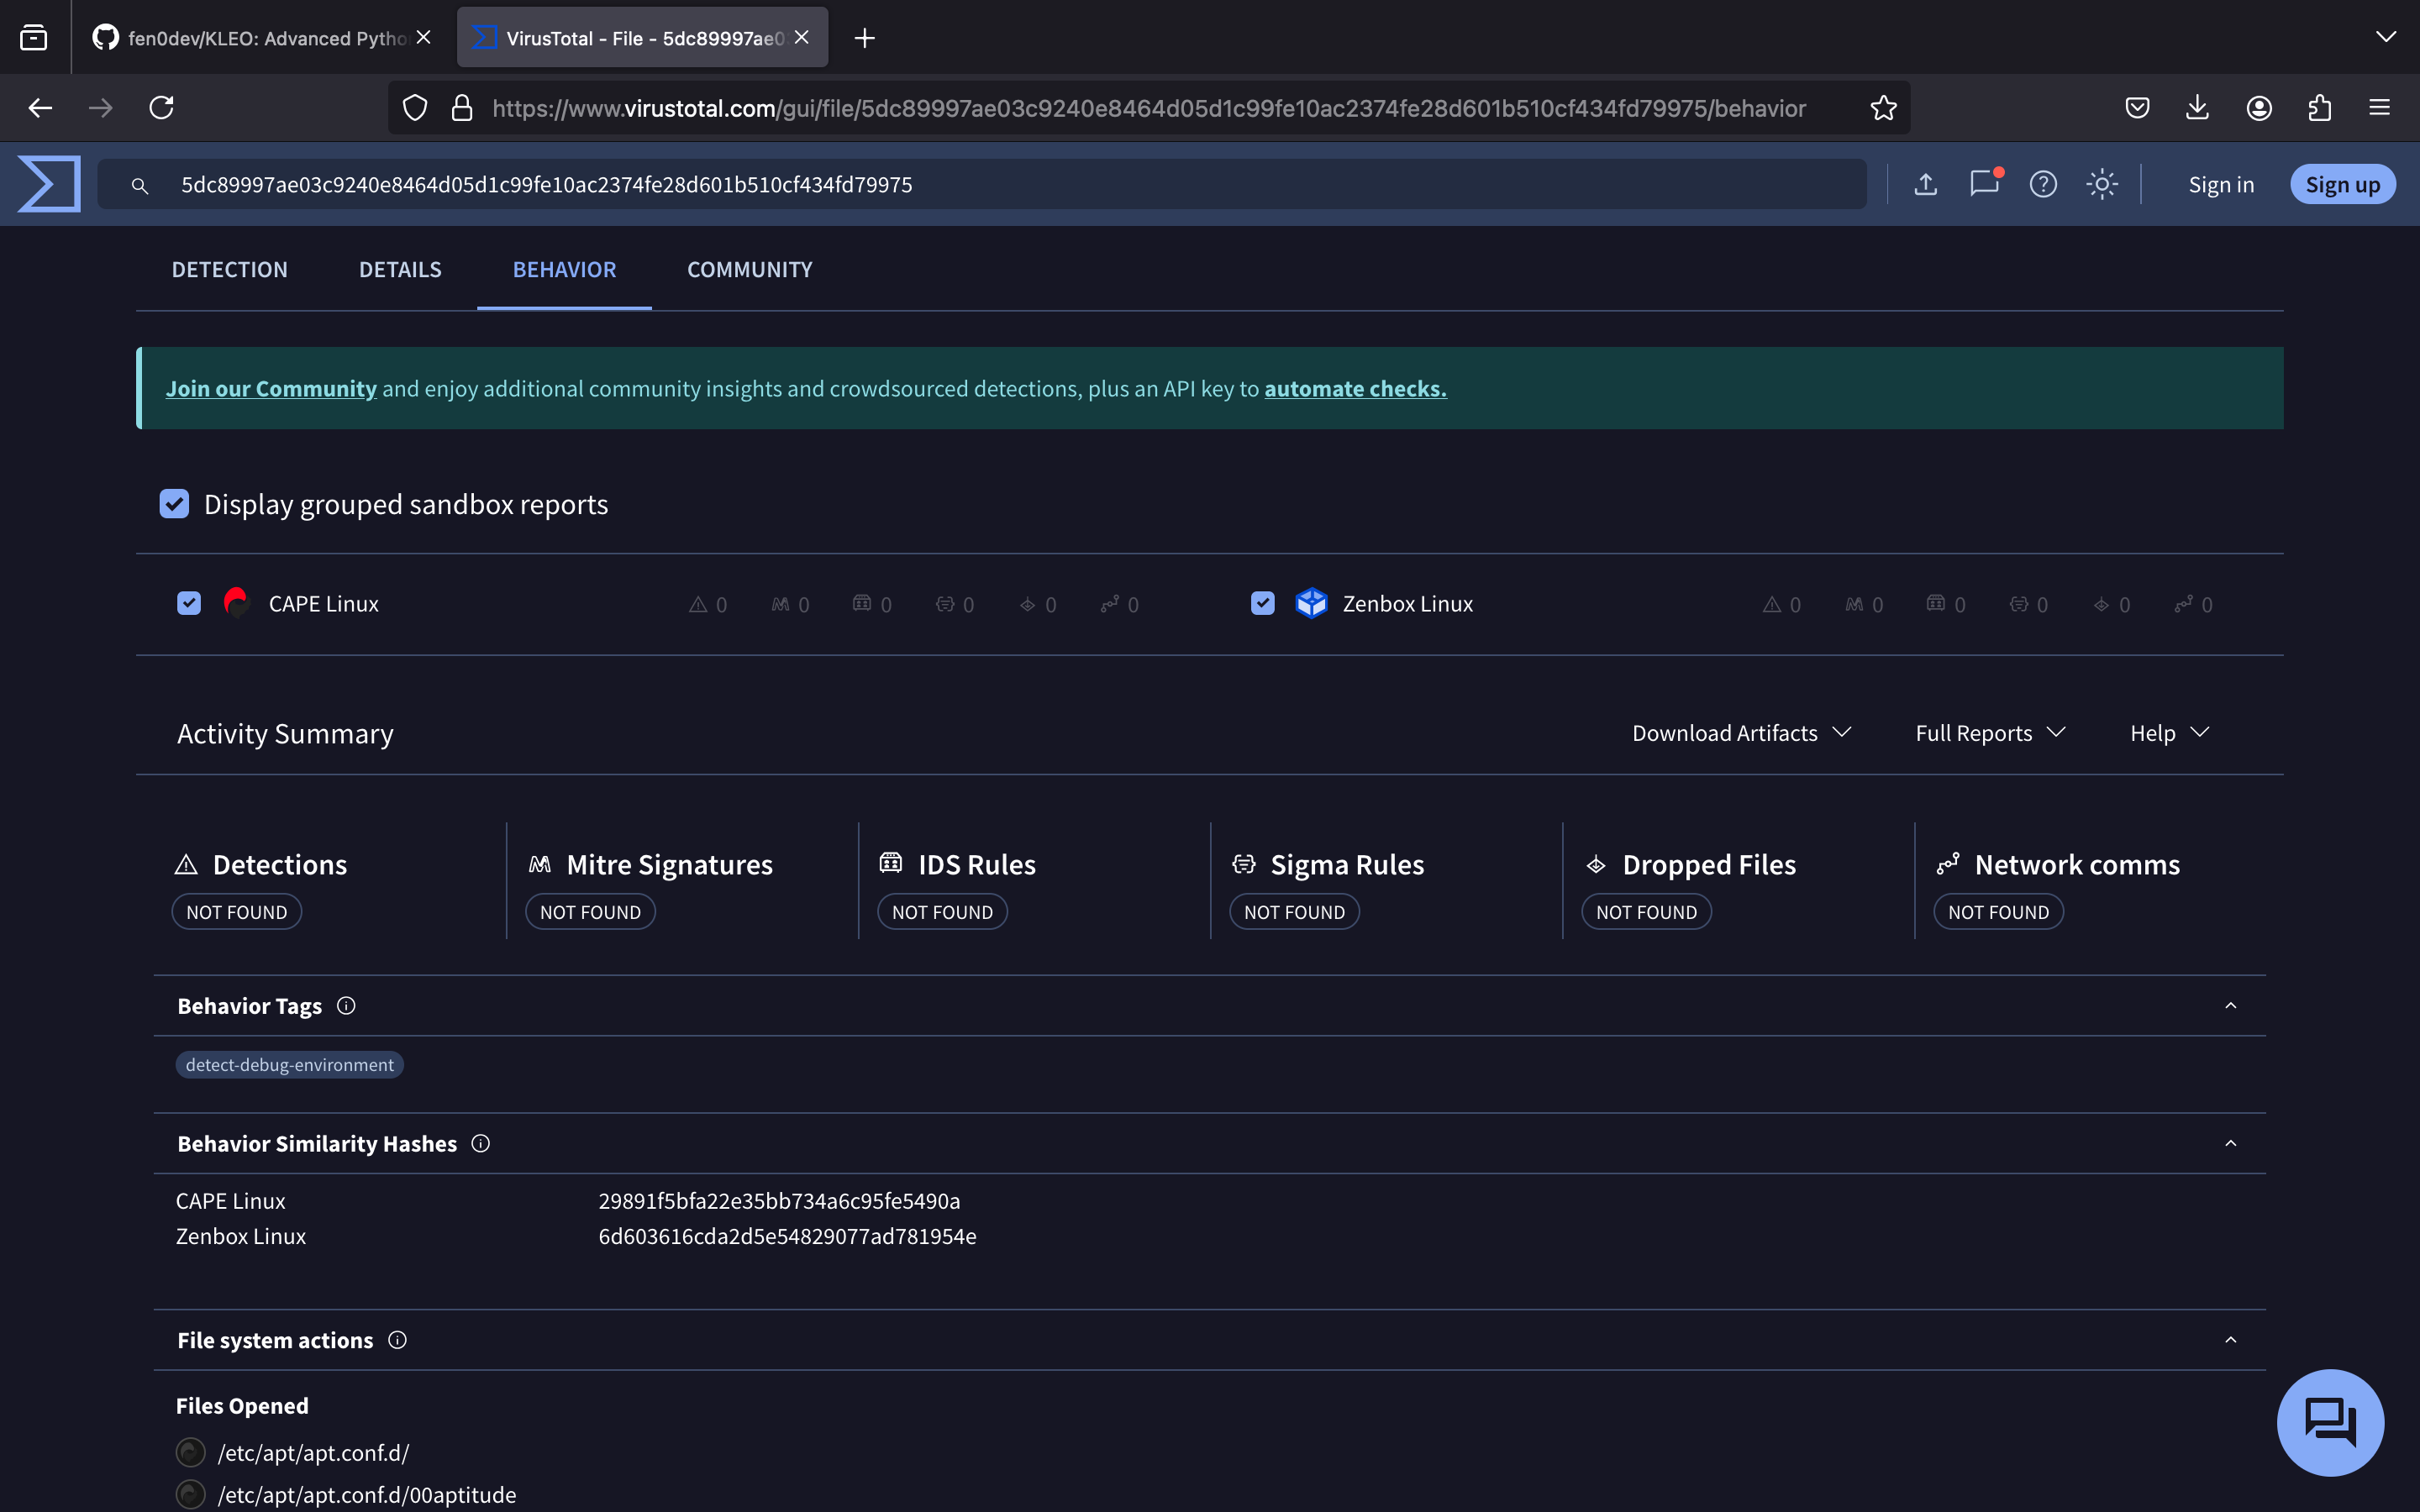 fen0dev/KLEO: Advanced Pytho
VirusTotal - File - 5dc89997ae0
https://www.virustotal.com/gui/file/5dc89997ae03c9240e8464d05d1c99fe10ac2374fe28d601b510cf434fd79975/behavior
5dc89997ae03c9240e8464d05d1c99fe10ac2374fe28d601b510cf434fd79975
Sign in
Sign up
DETECTION DETAILS BEHAVIOR COMMUNITY
Join our Community and enjoy additional community insights and crowdsourced detections, plus an API key to automate checks.
Display grouped sandbox reports
CAPE Linux 0 0 0 0 0 0
Zenbox Linux 0 0 0 0 0 0
Activity Summary Download Artifacts Full Reports Help
Detections Mitre Signatures IDS Rules Sigma Rules Dropped Files Network comms
NOT FOUND NOT FOUND NOT FOUND NOT FOUND NOT FOUND NOT FOUND
Behavior Tags
detect-debug-environment
Behavior Similarity Hashes
CAPE Linux 29891f5bfa22e35bb734a6c95fe5490a
Zenbox Linux 6d603616cda2d5e54829077ad781954e
File system actions
Files Opened
/etc/apt/apt.conf.d/
/etc/apt/apt.conf.d/00aptitude